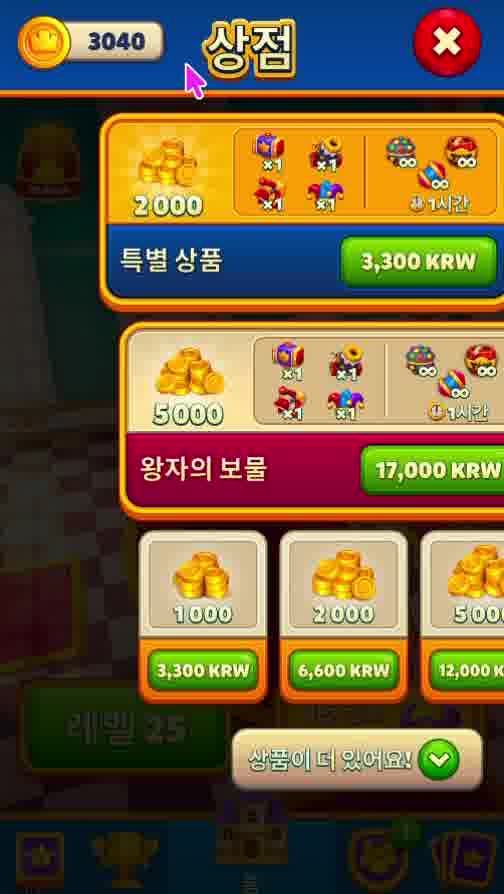 3040
상점
2000
×1 ×1 ∞ ∞
×1 ×1 ∞
1시간
특별 상품
3,300 KRW
5000
×1 ×1 ∞ ∞
×1 ×1 ∞
1시간
왕자의 보물
17,000 KRW
1000
2000
3,300 KRW
6,600 KRW
12,000 K
레벨 25
상품이 더 있어요!